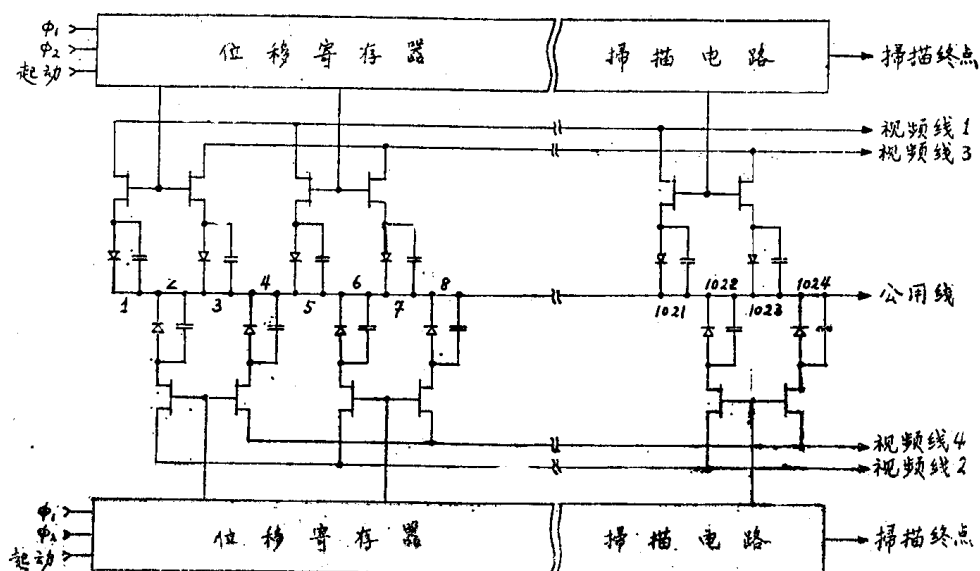 Φ₁
Φ₂
起动
位移寄存器
扫描电路
扫描终点
视频线1
视频线3
1 2 3 4 5 6 7 8 1021 1022 1023 1024
公用线
视频线4
视频线2
Φ₁
Φ₂
起动
位移寄存器
扫描电路
扫描终点